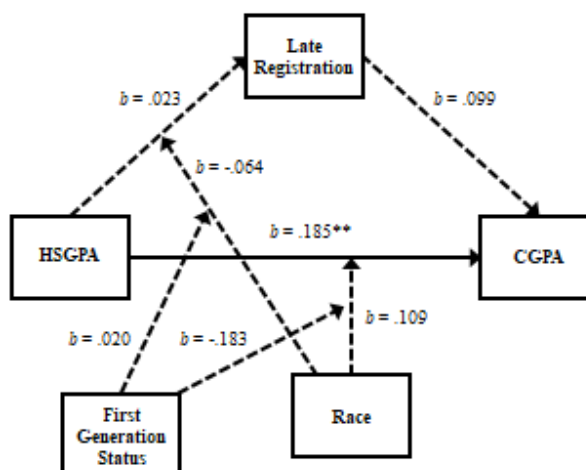 Late
Registration
b = .023
b = .099
b = -.064
HSGPA
b = .185**
CGPA
b = .020
b = -.183
b = .109
First
Generation
Status
Race